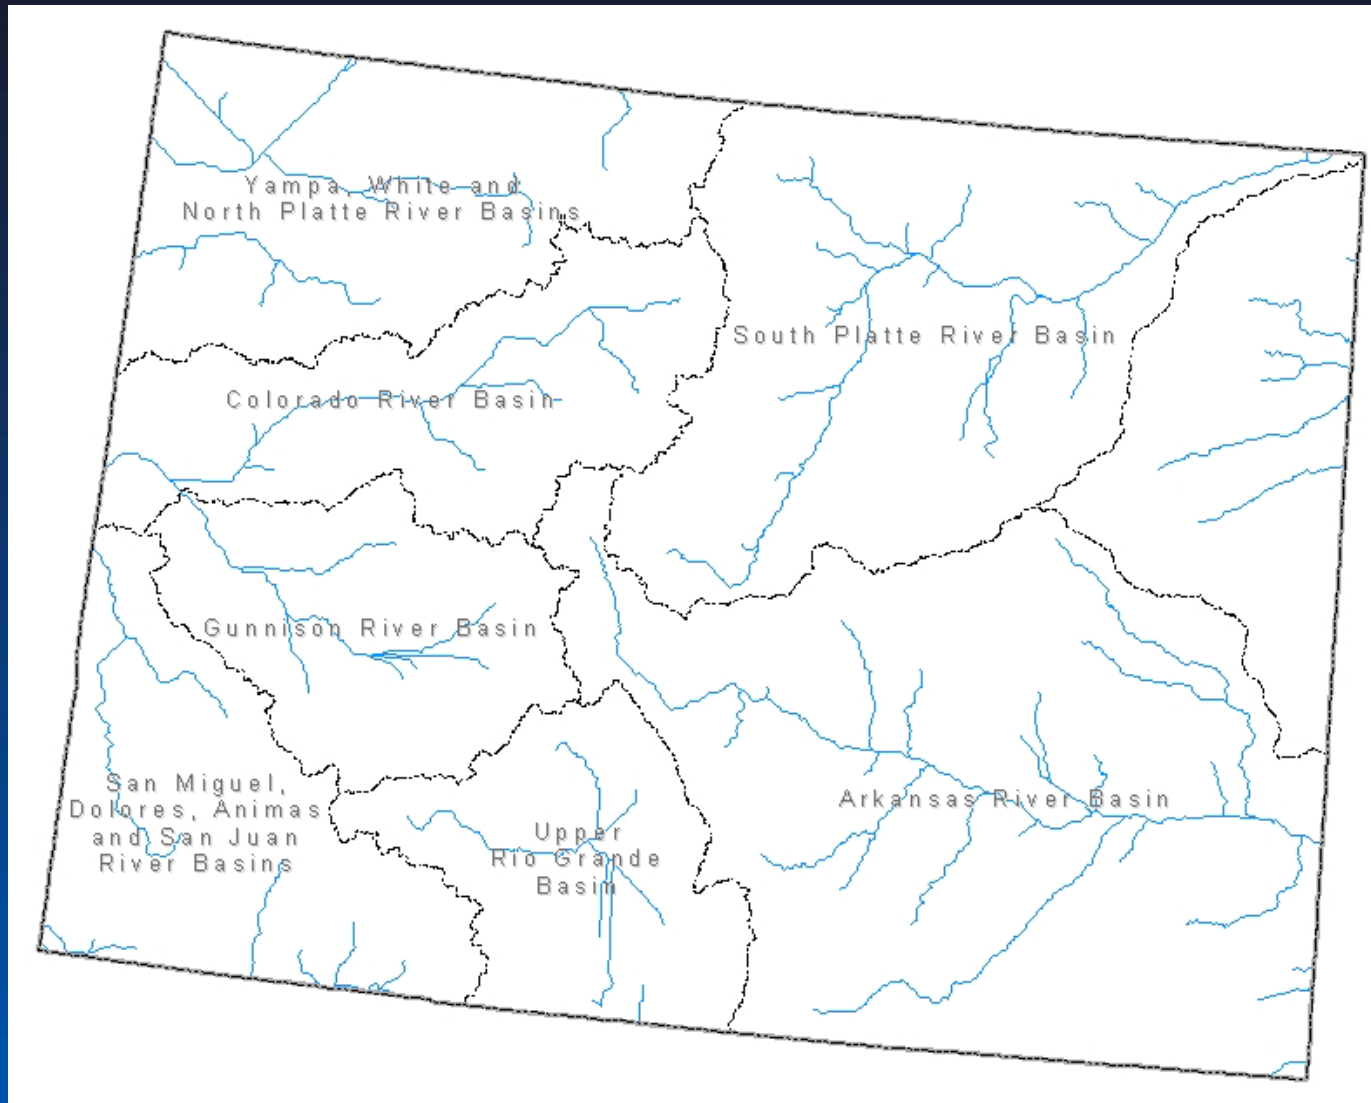 Yampa, White and
North Platte River Basins
South Platte River Basin
Colorado River Basin
Gunnison River Basin
San Miguel,
Dolores, Animas
and San Juan
River Basins
Upper
Rio Grande
Basin
Arkansas River Basin